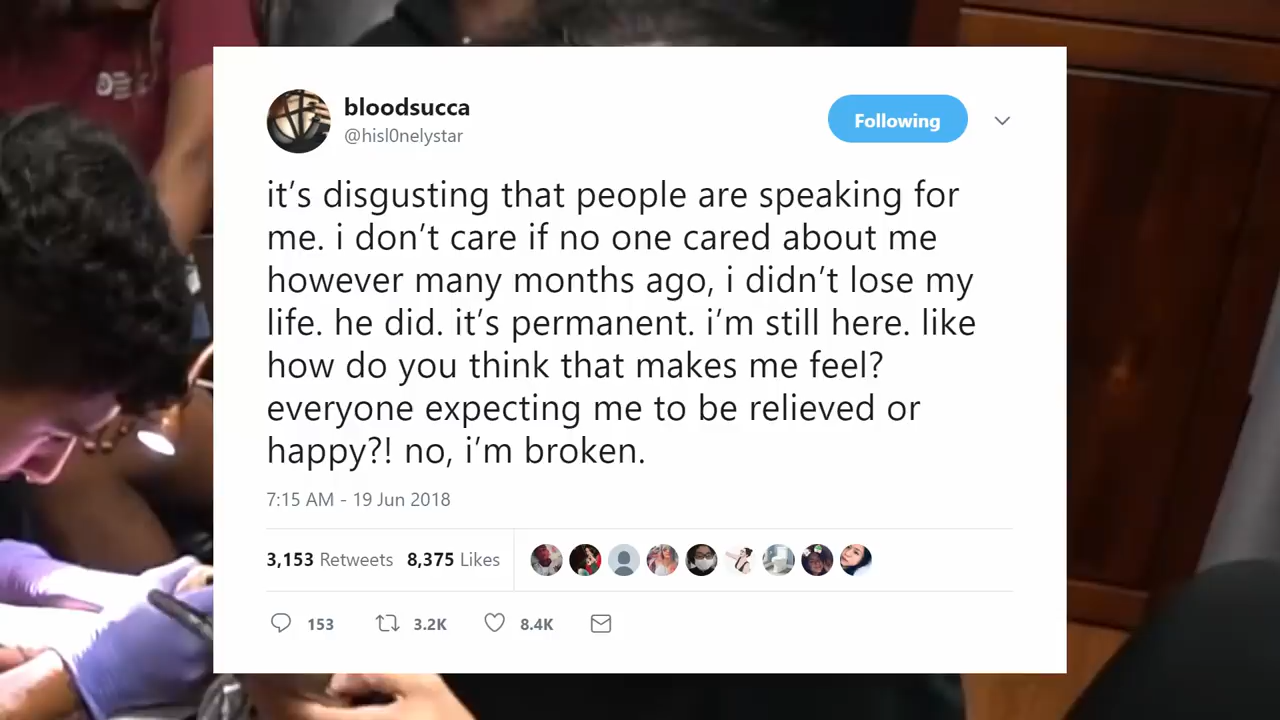 bloodsucca
Following
@hisl0nelystar
it's disgusting that people are speaking for
me. i don't care if no one cared about me
however many months ago, i didn't lose my
life. he did. it's permanent. i'm still here. like
how do you think that makes me feel?
everyone expecting me to be relieved or
happy?! no, i'm broken.
7:15 AM - 19 Jun 2018
3,153 Retweets 8,375 Likes
153 3.2K 8.4K